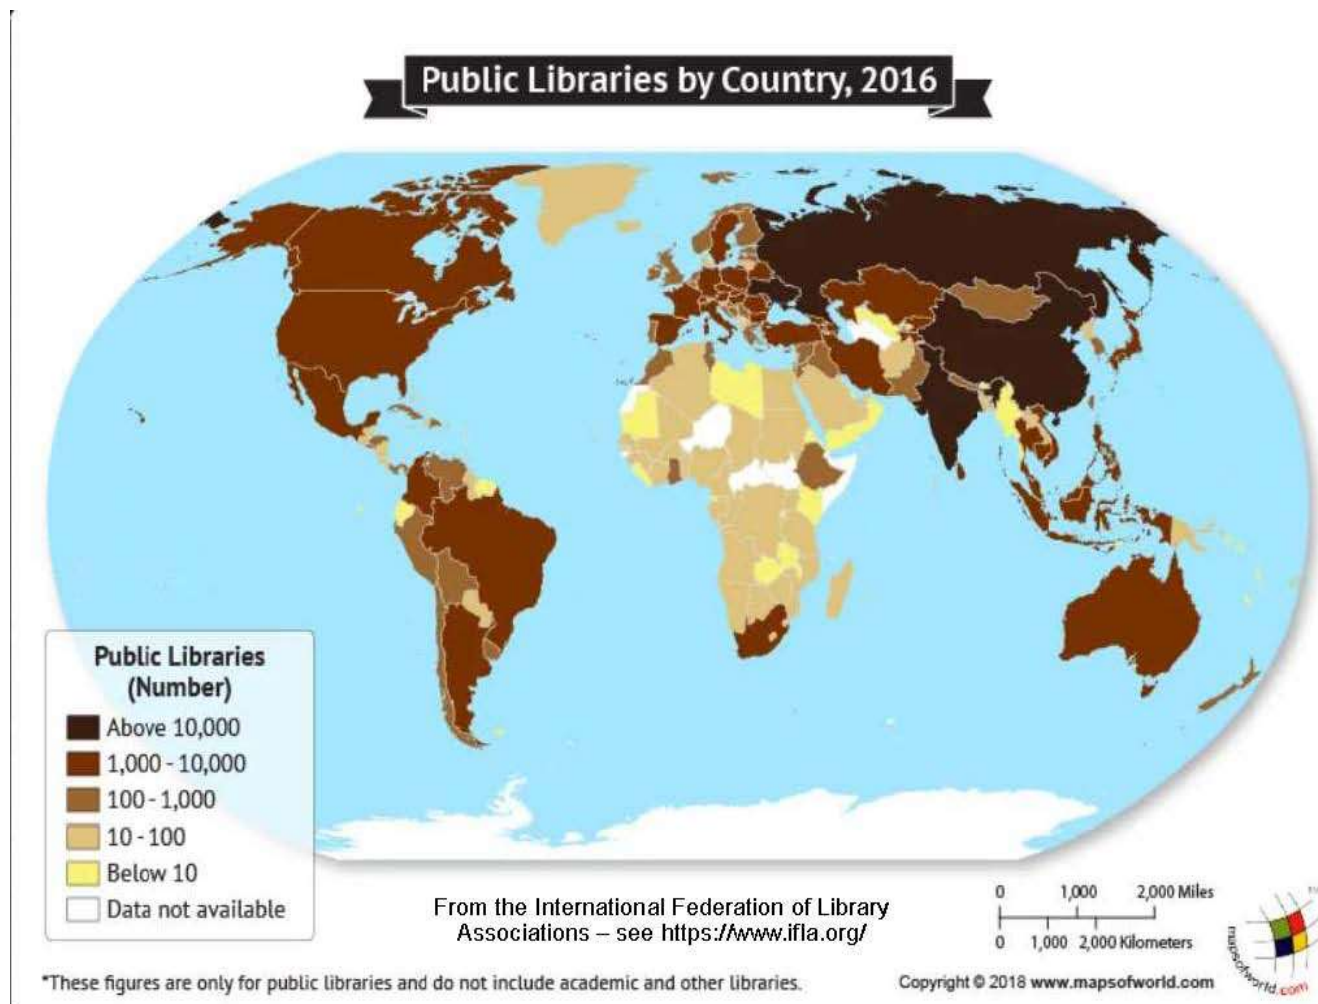 Public Libraries by Country, 2016
Public Libraries
(Number)
Above 10,000
1,000 - 10,000
100 - 1,000
10 - 100
Below 10
Data not available
From the International Federation of Library
Associations – see https://www.ifla.org/
0 1,000 2,000 Miles
0 1,000 2,000 Kilometers
mapsofworld.com
*These figures are only for public libraries and do not include academic and other libraries.
Copyright © 2018 www.mapsofworld.com